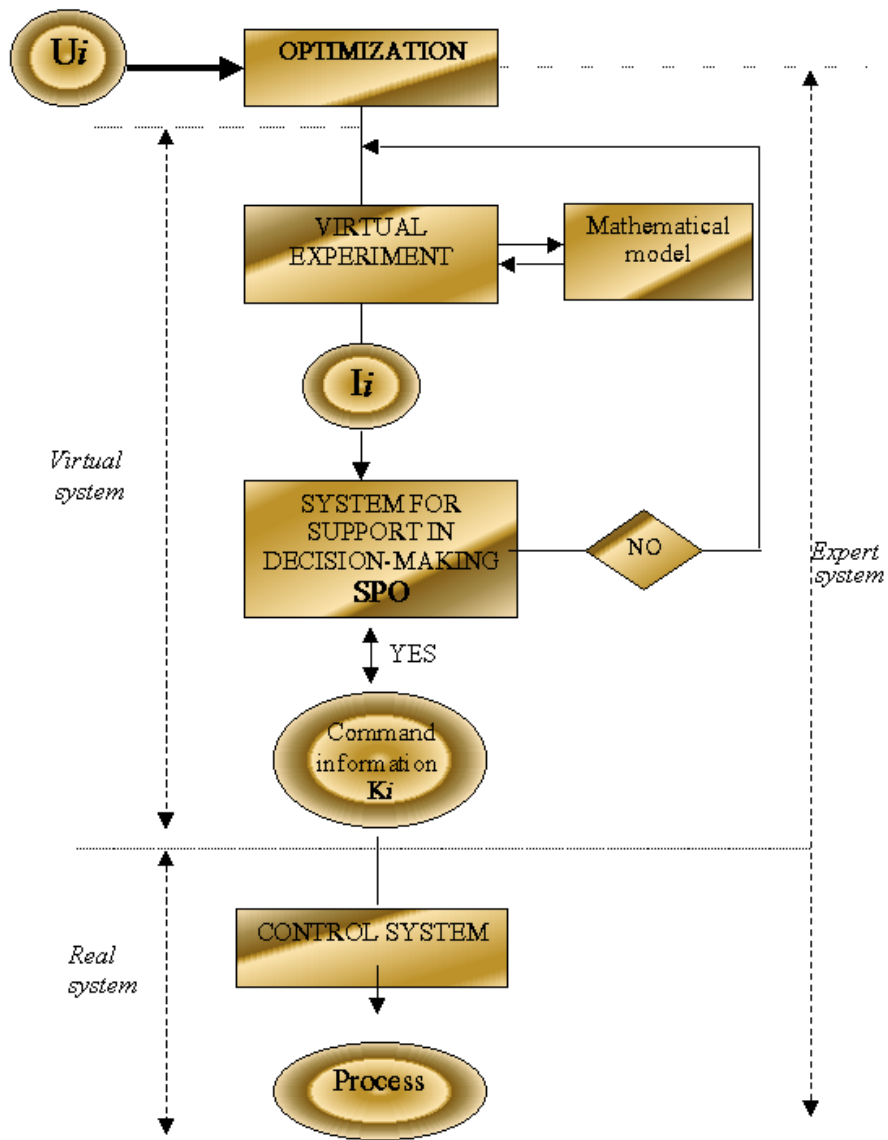 Ui
OPTIMIZATION
VIRTUAL
EXPERIMENT
Mathematical
model
Ii
Virtual
system
SYSTEM FOR
SUPPORT IN
DECISION-MAKING
SPO
NO
Expert
system
YES
Command
information
Ki
CONTROL SYSTEM
Real
system
Process